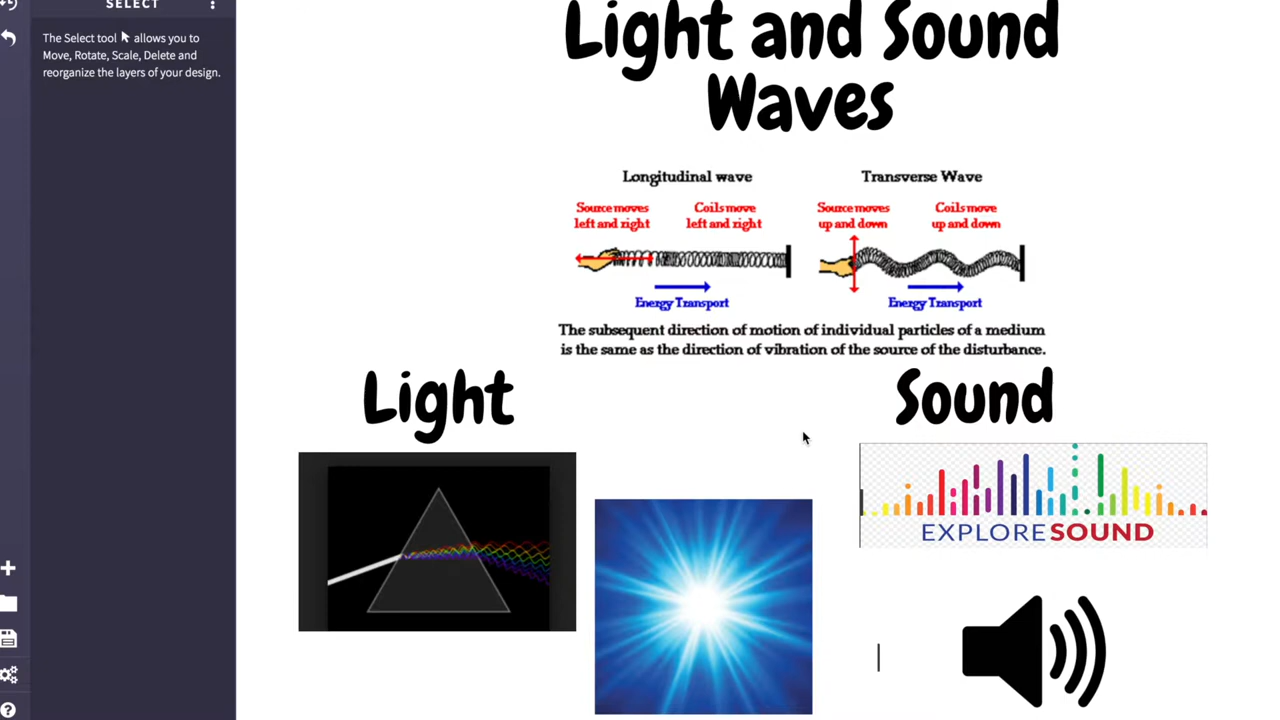 SELECT
The Select tool allows you to
Move, Rotate, Scale, Delete and
reorganize the layers of your design.
Light and Sound
Waves
Longitudinal wave
Transverse Wave
Source moves
left and right
Coils move
left and right
Source moves
up and down
Coils move
up and down
Energy Transport
Energy Transport
The subsequent direction of motion of individual particles of a medium
is the same as the direction of vibration of the source of the disturbance.
Light
Sound
EXPLORESOUND